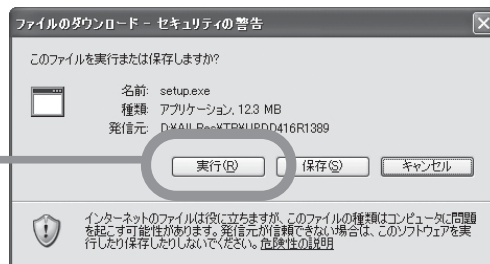 ファイルのダウンロード - セキュリティの警告
このファイルを実行または保存しますか?
名前: setup.exe
種類: アプリケーション, 12.3 MB
発信元: D:¥AllRec¥TP¥URDD416R1389
実行(R)
保存(S)
キャンセル
インターネットのファイルは役に立ちますが、このファイルの種類はコンピュータに問題
を起こす可能性があります。発信元が信頼できない場合は、このソフトウェアを実
行したり保存したりしないでください。危険性の説明